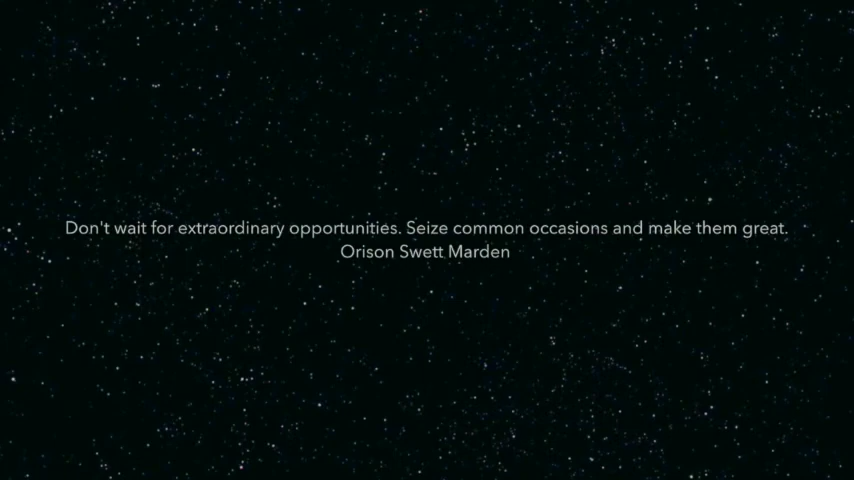 Don't wait for extraordinary opportunities. Seize common occasions and make them great.
Orison Swett Marden